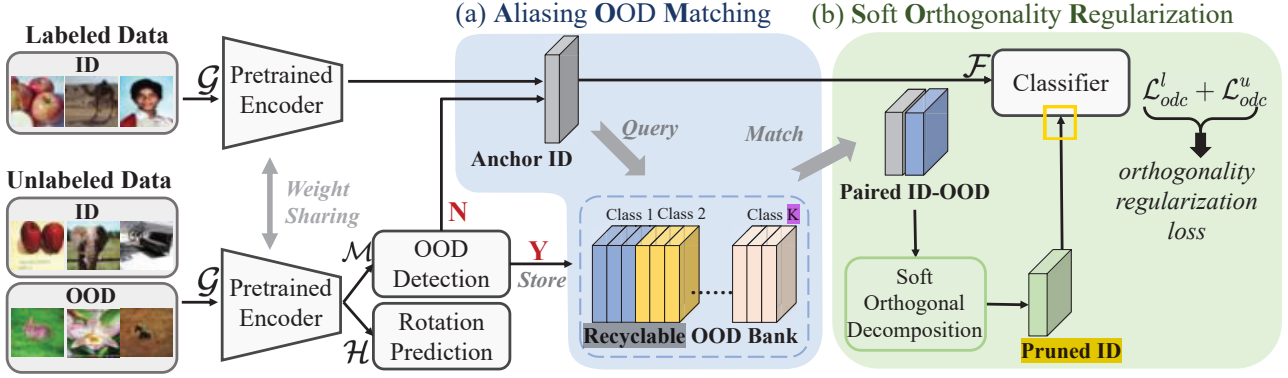 (a) Aliasing OOD Matching
(b) Soft Orthogonality Regularization
Labeled Data
ID
𝒢
Pretrained
Encoder
Anchor ID
Query
Match
ℱ
Classifier
ℒˡ_odc + ℒᵘ_odc
orthogonality
regularization
loss
Paired ID-OOD
Weight
Sharing
Unlabeled Data
ID
OOD
𝒢
Pretrained
Encoder
ℳ
OOD
Detection
ℋ
Rotation
Prediction
N
Y
Store
Class 1
Class 2
Class K
......
Recyclable OOD Bank
Soft
Orthogonal
Decomposition
Pruned ID